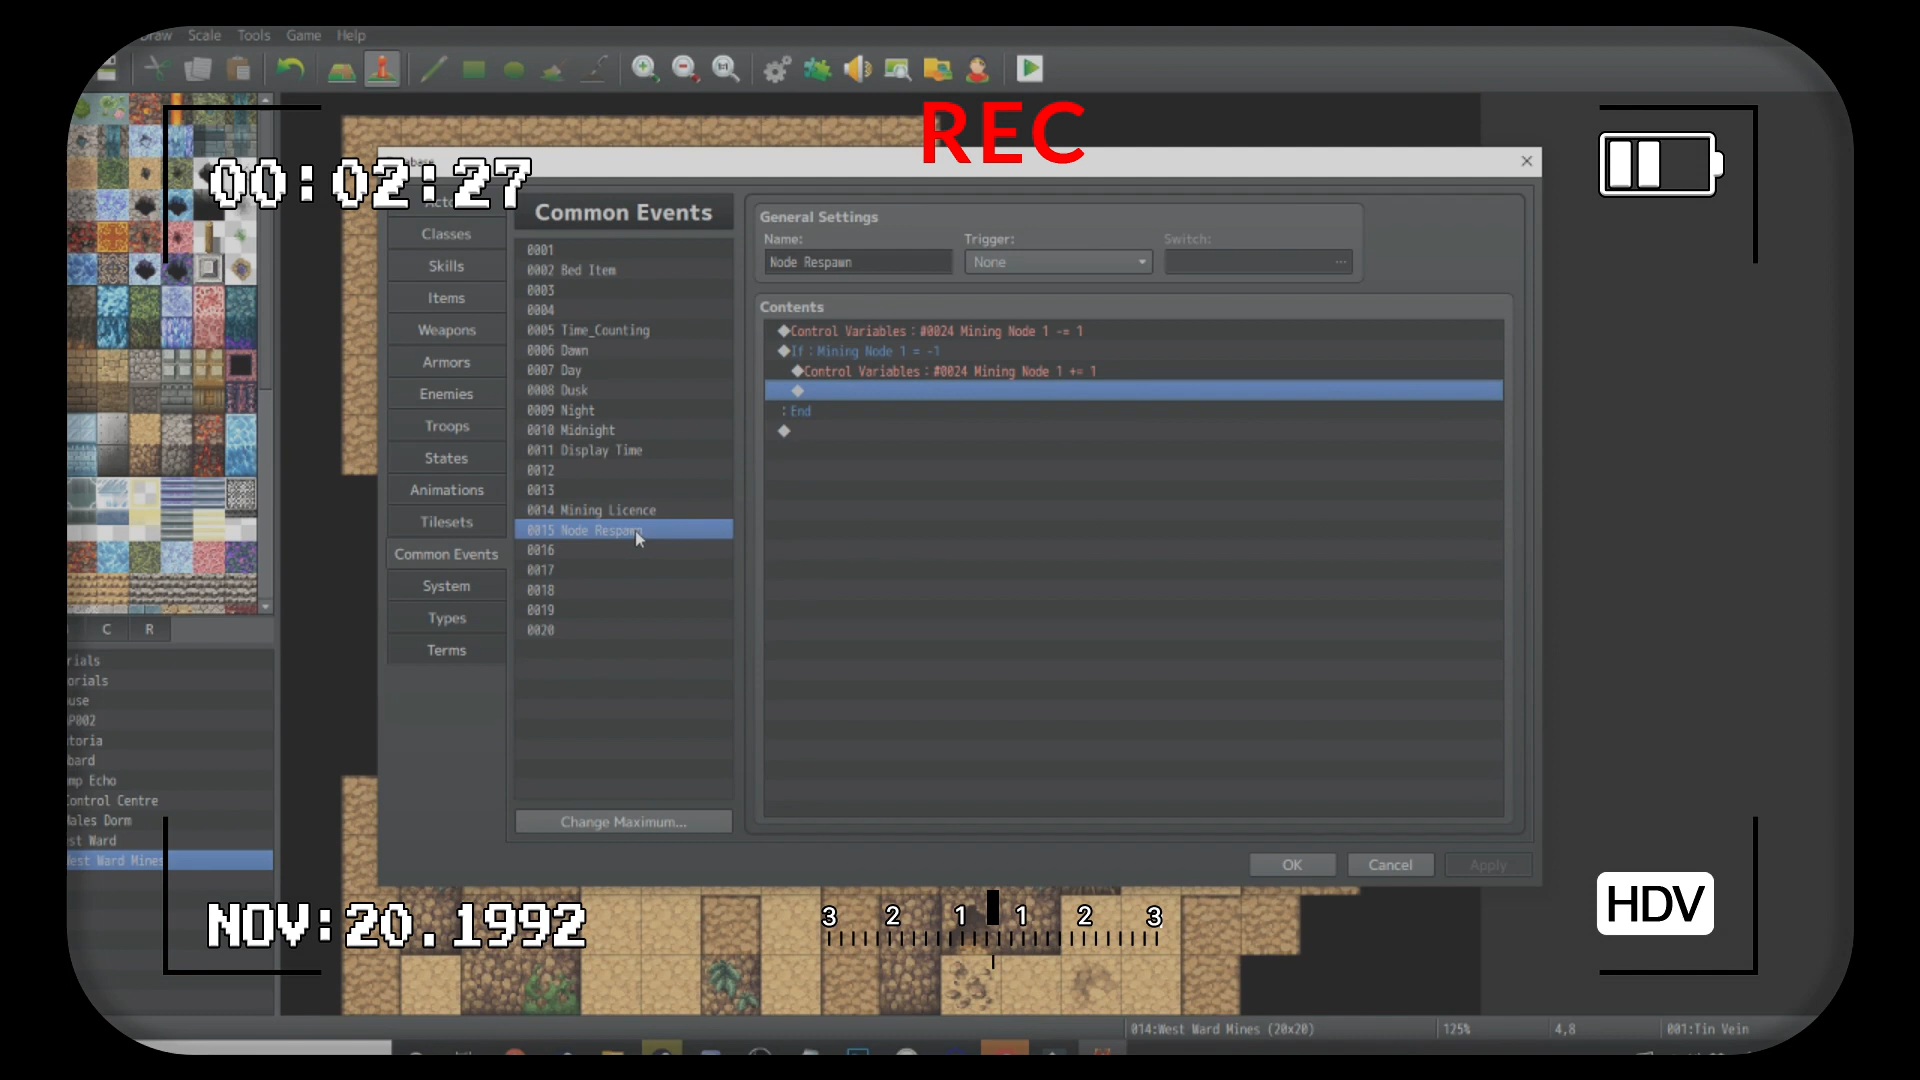 Draw Scale Tools Game Help
REC
00:02:27
Common Events
Classes
Skills
Items
Weapons
Armors
Enemies
Troops
States
Animations
Tilesets
Common Events
System
Types
Terms
0001
0002 Bed Item
0003
0004
0005 Time_Counting
0006 Dawn
0007 Day
0008 Dusk
0009 Night
0010 Midnight
0011 Display Time
0012
0013
0014 Mining Licence
0015 Node Respawn
0016
0017
0018
0019
0020
Change Maximum...
General Settings
Name: Trigger: Switch:
Node Respawn None ...
Contents
◆Control Variables : #0024 Mining Node 1 -= 1
◆If : Mining Node 1 = -1
◆Control Variables : #0024 Mining Node 1 += 1
◆
: End
◆
OK Cancel Apply
C R
rials
orials
use
AP002
toria
bard
mp Echo
Control Centre
Males Dorm
st Ward
West Ward Mines
NOV:20.1992
3 2 1 1 2 3
HDV
014:West Ward Mines (20x20) 125% 4,8 001:Tin Vein